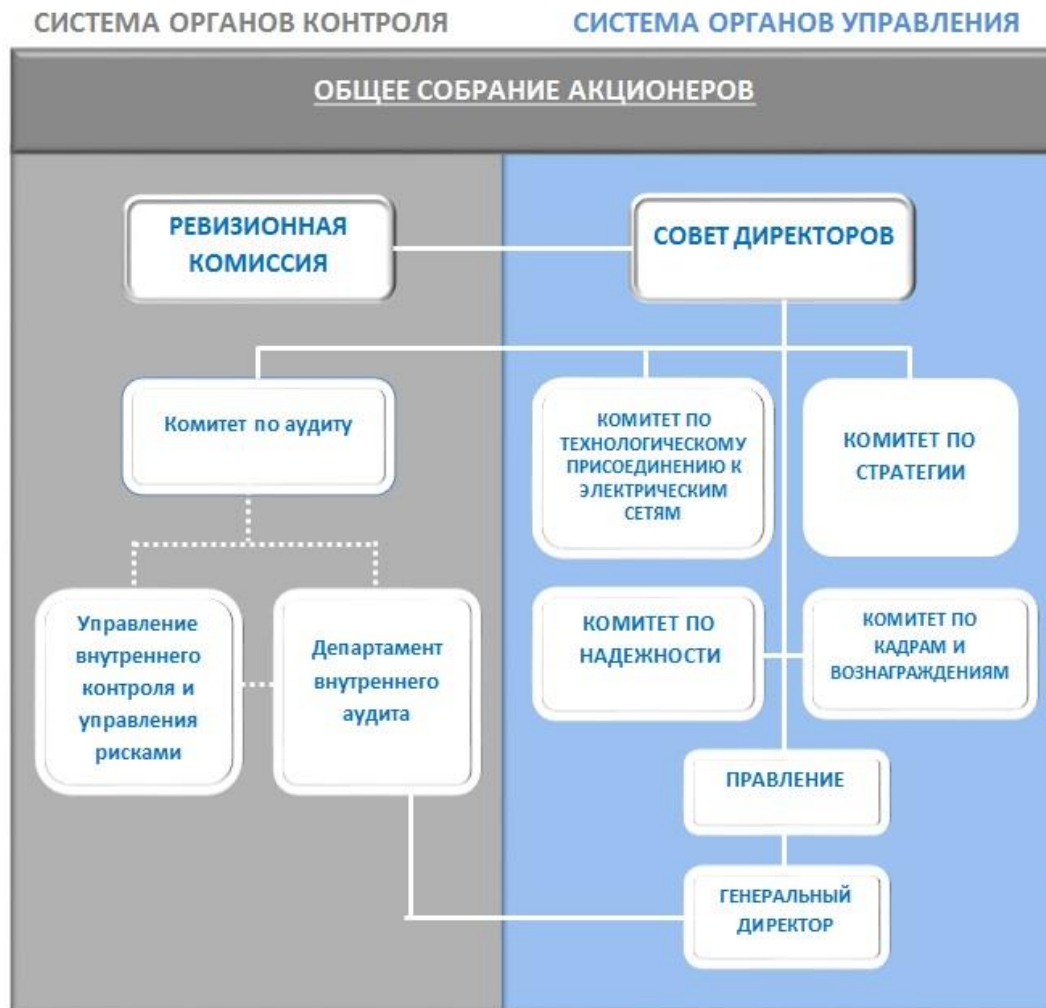 СИСТЕМА ОРГАНОВ КОНТРОЛЯ
СИСТЕМА ОРГАНОВ УПРАВЛЕНИЯ
ОБЩЕЕ СОБРАНИЕ АКЦИОНЕРОВ
РЕВИЗИОННАЯ
КОМИССИЯ
СОВЕТ ДИРЕКТОРОВ
Комитет по аудиту
КОМИТЕТ ПО
ТЕХНОЛОГИЧЕСКОМУ
ПРИСОЕДИНЕНИЮ К
ЭЛЕКТРИЧЕСКИМ
СЕТЯМ
КОМИТЕТ ПО
СТРАТЕГИИ
Управление
внутреннего
контроля и
управления
рисками
Департамент
внутреннего
аудита
КОМИТЕТ ПО
НАДЕЖНОСТИ
КОМИТЕТ ПО
КАДРАМ И
ВОЗНАГРАЖДЕНИЯМ
ПРАВЛЕНИЕ
ГЕНЕРАЛЬНЫЙ
ДИРЕКТОР